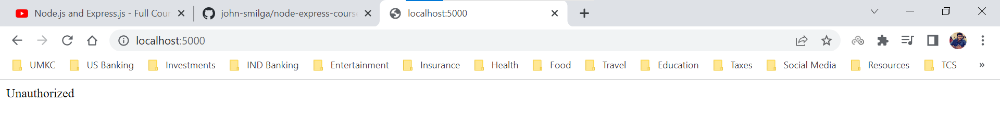 Node.js and Express.js - Full Cour
john-smilga/node-express-course
localhost:5000
localhost:5000
UMKC
US Banking
Investments
IND Banking
Entertainment
Insurance
Health
Food
Travel
Education
Taxes
Social Media
Resources
TCS
»
Unauthorized